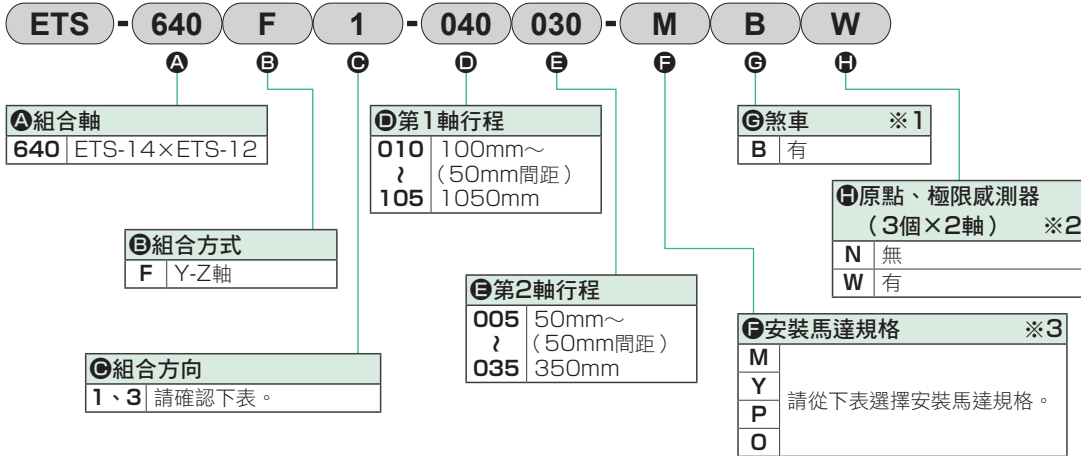 ETS - 640 F 1 - 040 030 - M B W
Ⓐ Ⓑ Ⓒ Ⓓ Ⓔ Ⓕ Ⓖ Ⓗ
Ⓐ組合軸
640 ETS-14×ETS-12
Ⓑ組合方式
F Y-Z軸
Ⓒ組合方向
1、3 請確認下表。
Ⓓ第1軸行程
010 100mm～
≀ （50mm間距）
105 1050mm
Ⓔ第2軸行程
005 50mm～
≀ （50mm間距）
035 350mm
Ⓖ煞車 ※1
B 有
Ⓗ原點、極限感測器
（3個×2軸） ※2
N 無
W 有
Ⓕ安裝馬達規格 ※3
M
Y
請從下表選擇安裝馬達規格。
P
O